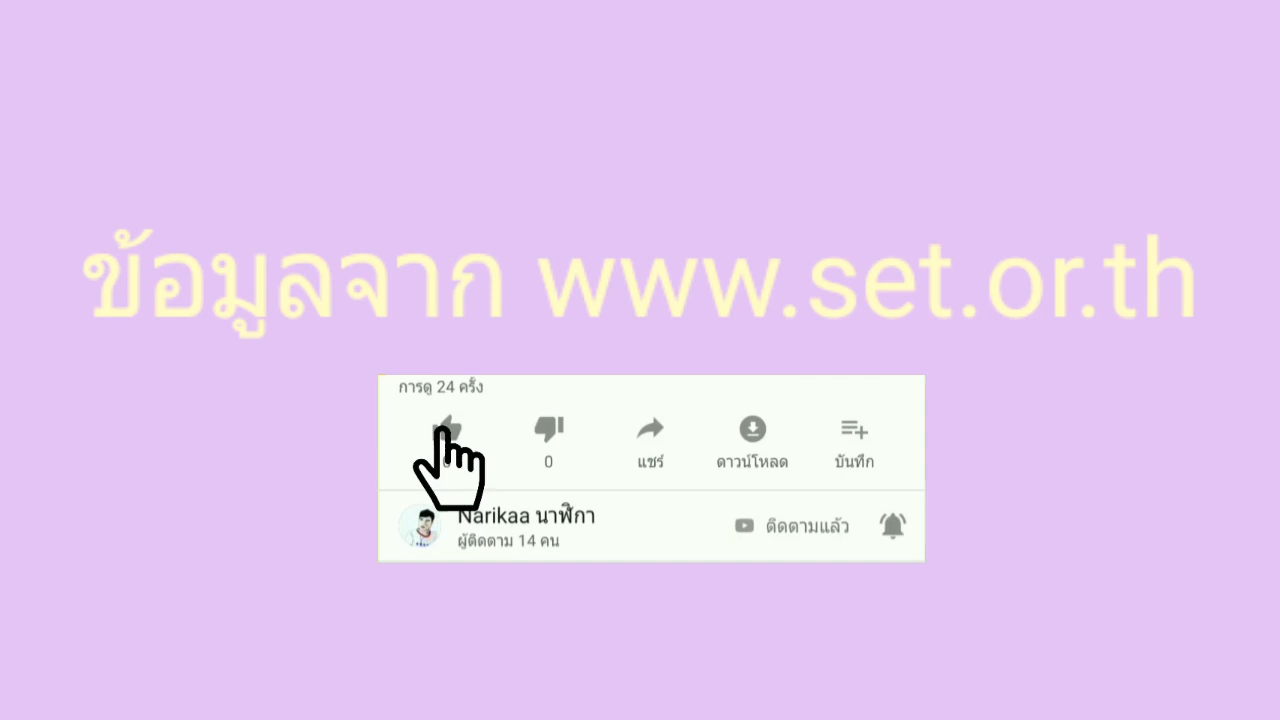 ข้อมูลจาก www.set.or.th
การดู 24 ครั้ง
0 0 แชร์ ดาวน์โหลด บันทึก
Narikaa นาฬิกา
ติดตามแล้ว
ผู้ติดตาม 14 คน